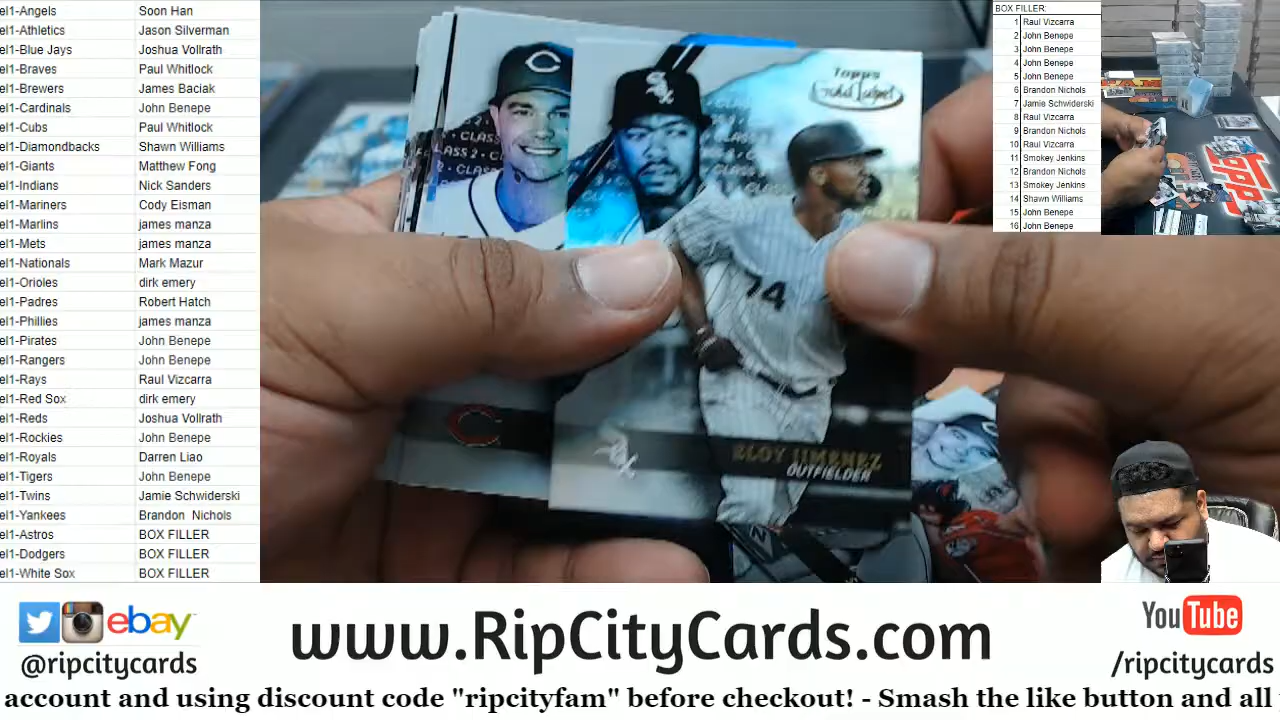 el1-Angels Soon Han
el1-Athletics Jason Silverman
el1-Blue Jays Joshua Vollrath
el1-Braves Paul Whitlock
el1-Brewers James Baciak
el1-Cardinals John Benepe
el1-Cubs Paul Whitlock
el1-Diamondbacks Shawn Williams
el1-Giants Matthew Fong
el1-Indians Nick Sanders
el1-Mariners Cody Eisman
el1-Marlins james manza
el1-Mets james manza
el1-Nationals Mark Mazur
el1-Orioles dirk emery
el1-Padres Robert Hatch
el1-Phillies james manza
el1-Pirates John Benepe
el1-Rangers John Benepe
el1-Rays Raul Vizcarra
el1-Red Sox dirk emery
el1-Reds Joshua Vollrath
el1-Rockies John Benepe
el1-Royals Darren Liao
el1-Tigers John Benepe
el1-Twins Jamie Schwiderski
el1-Yankees Brandon Nichols
el1-Astros BOX FILLER
el1-Dodgers BOX FILLER
el1-White Sox BOX FILLER
C
SOX
CLASS 2
Topps
Gold Label
74
C
SOX
ELOY JIMENEZ
OUTFIELDER
BOX FILLER:
1 Raul Vizcarra
2 John Benepe
3 John Benepe
4 John Benepe
5 John Benepe
6 Brandon Nichols
7 Jamie Schwiderski
8 Raul Vizcarra
9 Brandon Nichols
10 Raul Vizcarra
11 Smokey Jenkins
12 Brandon Nichols
13 Smokey Jenkins
14 Shawn Williams
15 John Benepe
16 John Benepe
ebay
@ripcitycards
www.RipCityCards.com
YouTube
/ripcitycards
account and using discount code "ripcityfam" before checkout! - Smash the like button and all